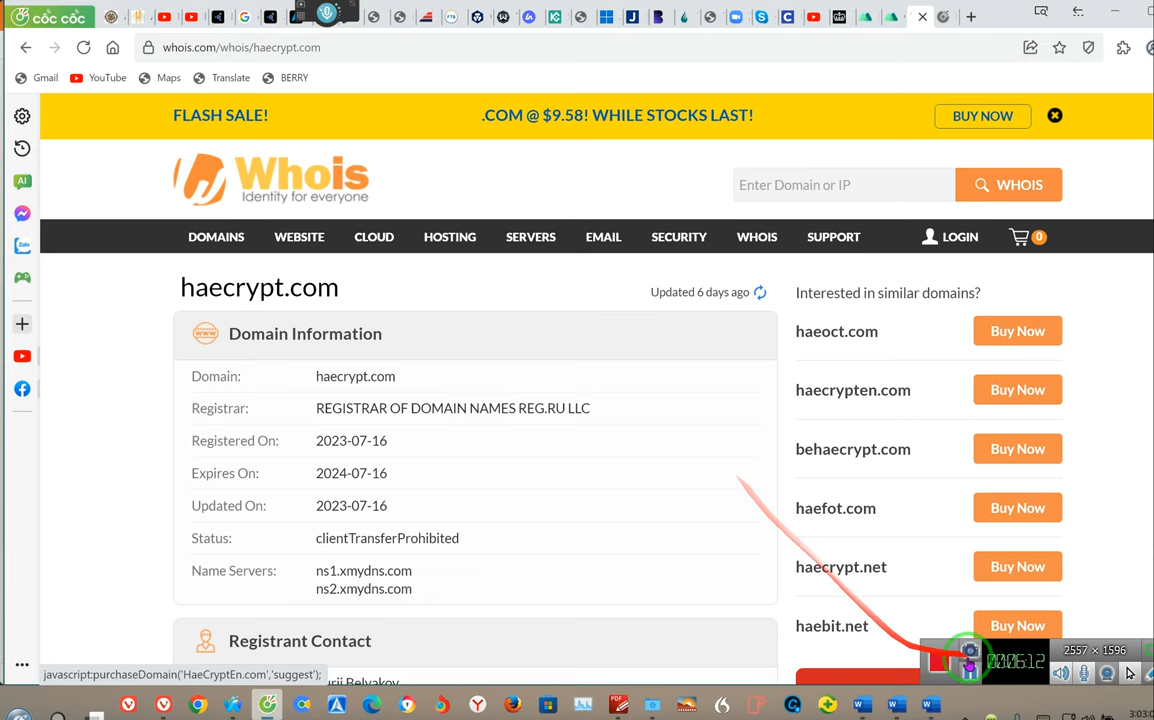 cốc cốc
whois.com/whois/haecrypt.com
Gmail YouTube Maps Translate BERRY
FLASH SALE! .COM @ $9.58! WHILE STOCKS LAST! BUY NOW
Whois
Identity for everyone
Enter Domain or IP WHOIS
DOMAINS WEBSITE CLOUD HOSTING SERVERS EMAIL SECURITY WHOIS SUPPORT LOGIN 0
haecrypt.com
Updated 6 days ago
Interested in similar domains?
Domain Information
haeoct.com Buy Now
Domain: haecrypt.com
haecrypten.com Buy Now
Registrar: REGISTRAR OF DOMAIN NAMES REG.RU LLC
Registered On: 2023-07-16
behaecrypt.com Buy Now
Expires On: 2024-07-16
Updated On: 2023-07-16
haefot.com Buy Now
Status: clientTransferProhibited
Name Servers: ns1.xmydns.com
ns2.xmydns.com
haecrypt.net Buy Now
haebit.net Buy Now
Registrant Contact
javascript:purchaseDomain('HaeCryptEn.com','suggest');
Belyakov
000612
2557 × 1596